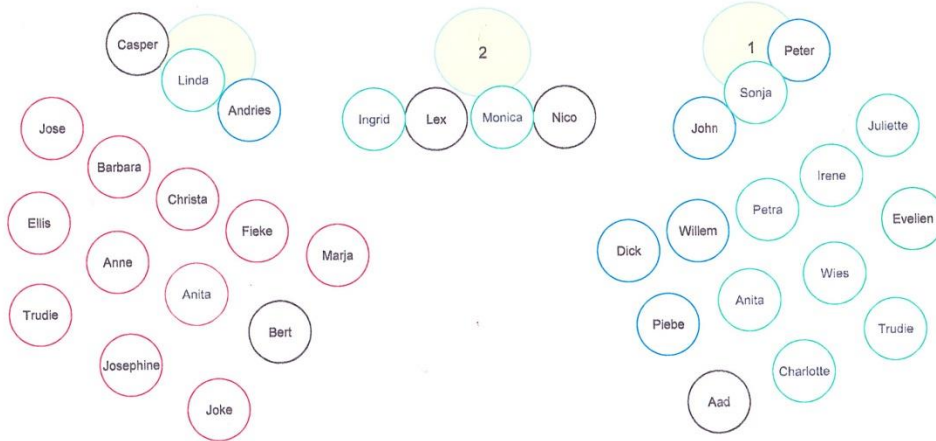 Casper
Linda
Andries
2
Ingrid
Lex
Monica
Nico
1
Peter
Sonja
John
Jose
Barbara
Christa
Fieke
Marja
Ellis
Anne
Anita
Bert
Trudie
Josephine
Joke
Juliette
Irene
Petra
Willem
Dick
Evelien
Wies
Anita
Piebe
Trudie
Charlotte
Aad